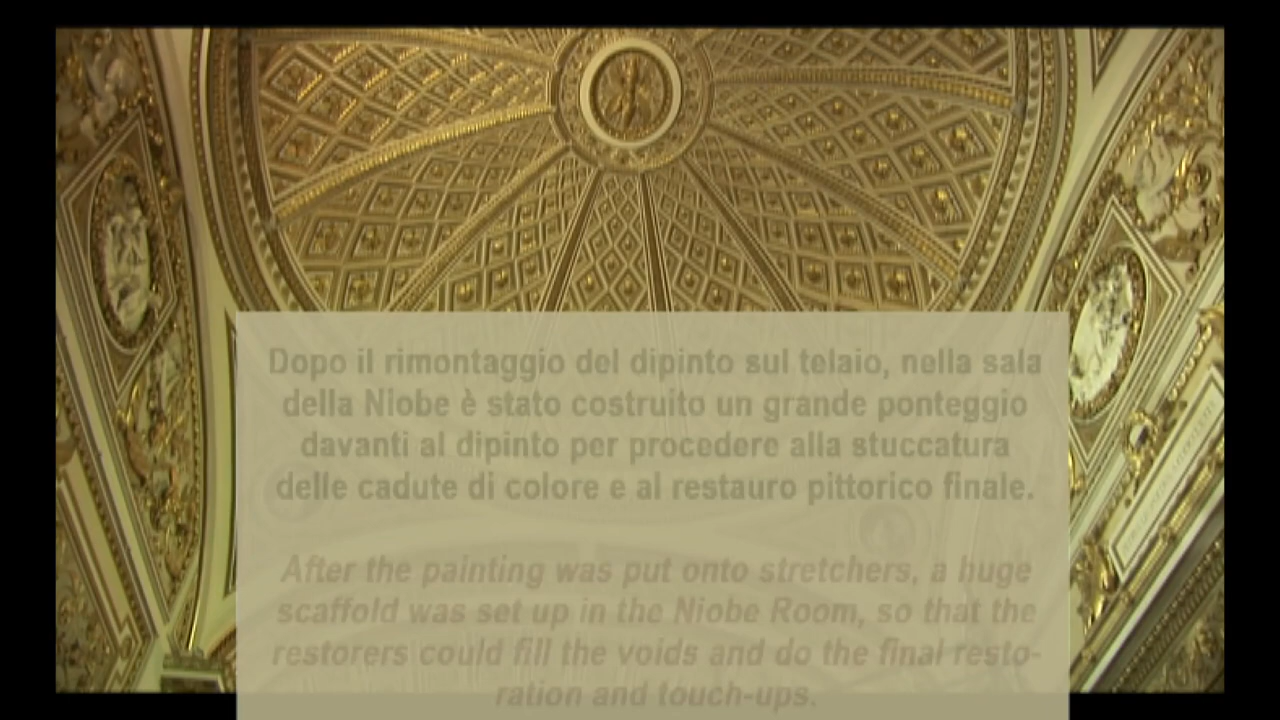 Dopo il rimontaggio del dipinto sul telaio, nella sala
della Niobe è stato costruito un grande ponteggio
davanti al dipinto per procedere alla stuccatura
delle cadute di colore e al restauro pittorico finale.
After the painting was put onto stretchers, a huge
scaffold was set up in the Niobe Room, so that the
restorers could fill the voids and do the final resto-
ration and touch-ups.